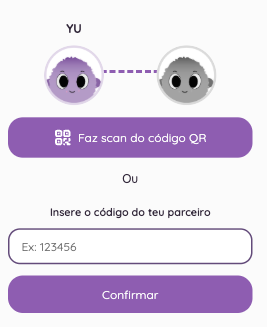 YU
Faz scan do código QR
Ou
Insere o código do teu parceiro
Ex: 123456
Confirmar